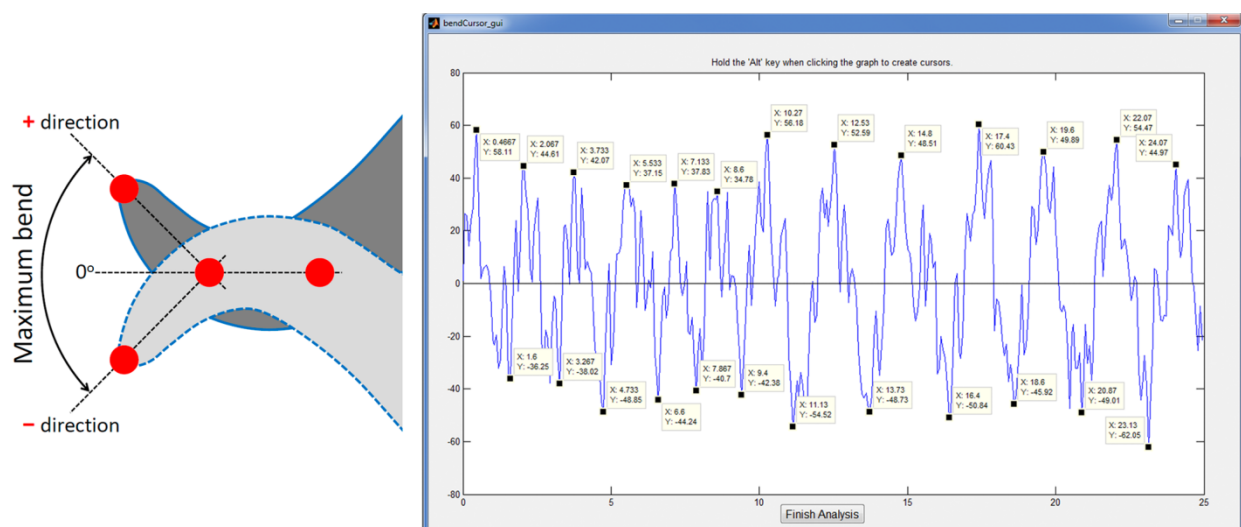 + direction
Maximum bend
0°
− direction
bendCursor_gui
Hold the 'Alt' key when clicking the graph to create cursors.
80
60
40
20
0
-20
-40
-60
-80
X: 0.4667
Y: 58.11
X: 2.067
Y: 44.61
X: 3.733
Y: 42.07
X: 5.533
Y: 37.15
X: 7.133
Y: 37.83
X: 8.6
Y: 34.78
X: 10.27
Y: 56.18
X: 12.53
Y: 52.59
X: 14.8
Y: 48.51
X: 17.4
Y: 60.43
X: 19.6
Y: 49.89
X: 22.07
Y: 54.47
X: 24.07
Y: 44.97
X: 1.6
Y: -36.25
X: 3.267
Y: -38.02
X: 4.733
Y: -48.85
X: 6.6
Y: -44.24
X: 7.867
Y: -40.7
X: 9.4
Y: -42.38
X: 11.13
Y: -54.52
X: 13.73
Y: -48.73
X: 16.4
Y: -50.84
X: 18.6
Y: -45.92
X: 20.87
Y: -49.01
X: 23.13
Y: -62.05
0
5
10
15
20
25
Finish Analysis